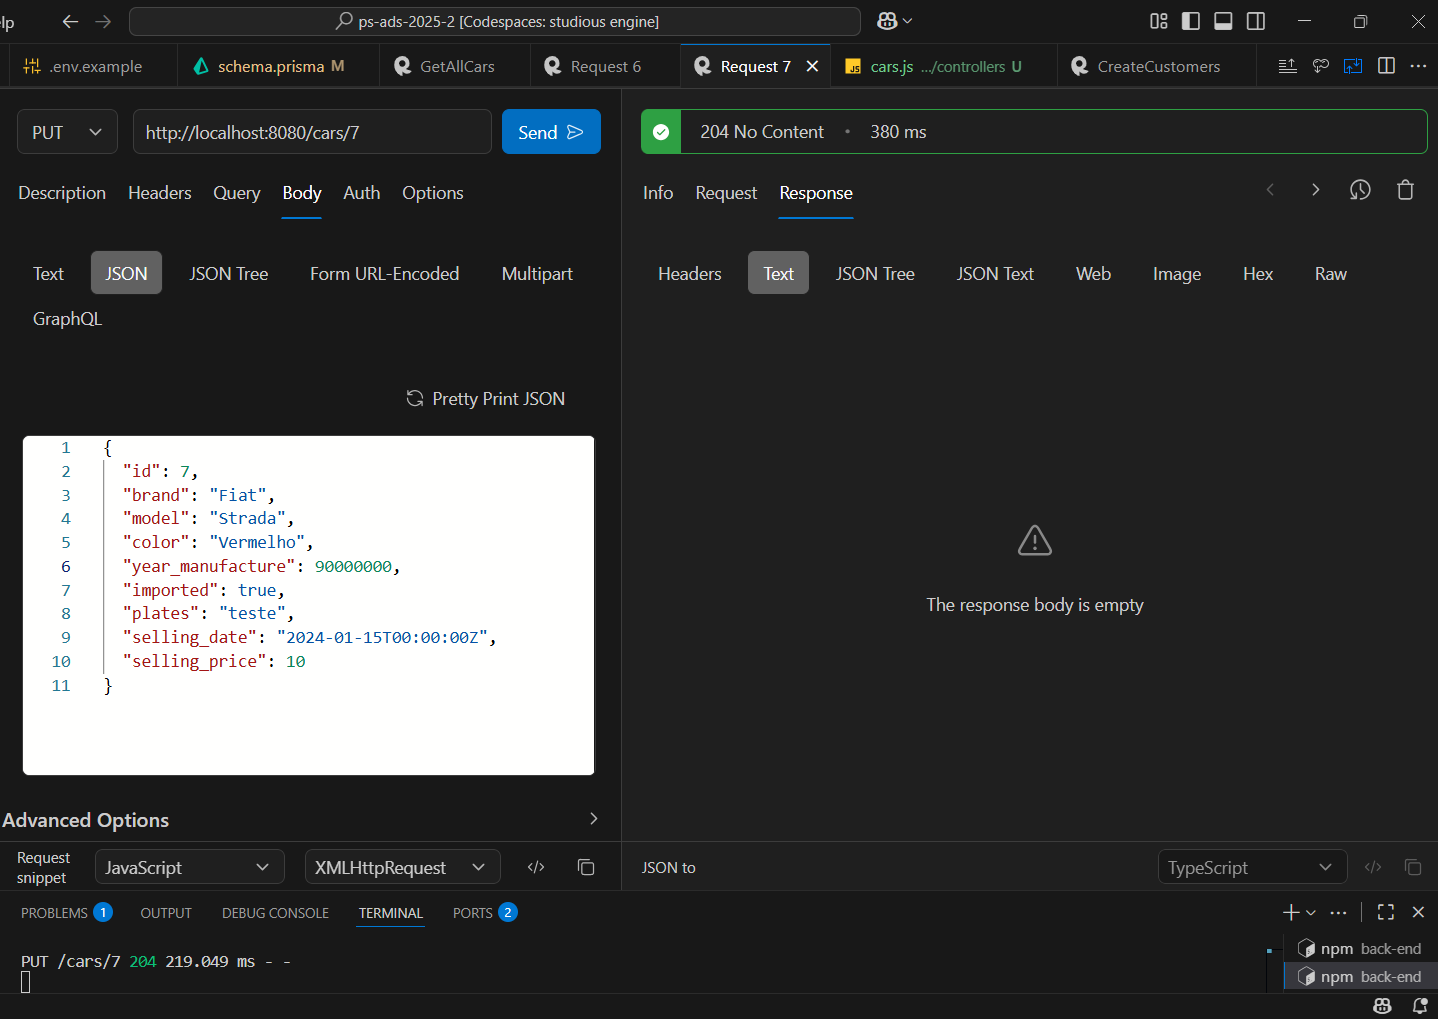 lp
ps-ads-2025-2 [Codespaces: studious engine]
.env.example
schema.prisma M
GetAllCars
Request 6
Request 7
JS cars.js .../controllers U
CreateCustomers
PUT
http://localhost:8080/cars/7
Send
204 No Content • 380 ms
Description Headers Query Body Auth Options
Info Request Response
Text JSON JSON Tree Form URL-Encoded Multipart
GraphQL
Headers Text JSON Tree JSON Text Web Image Hex Raw
Pretty Print JSON
1 {
2 "id": 7,
3 "brand": "Fiat",
4 "model": "Strada",
5 "color": "Vermelho",
6 "year_manufacture": 90000000,
7 "imported": true,
8 "plates": "teste",
9 "selling_date": "2024-01-15T00:00:00Z",
10 "selling_price": 10
11 }
The response body is empty
Advanced Options
Request
snippet
JavaScript
XMLHttpRequest
JSON to
TypeScript
PROBLEMS 1 OUTPUT DEBUG CONSOLE TERMINAL PORTS 2
PUT /cars/7 204 219.049 ms - -
npm back-end
npm back-end